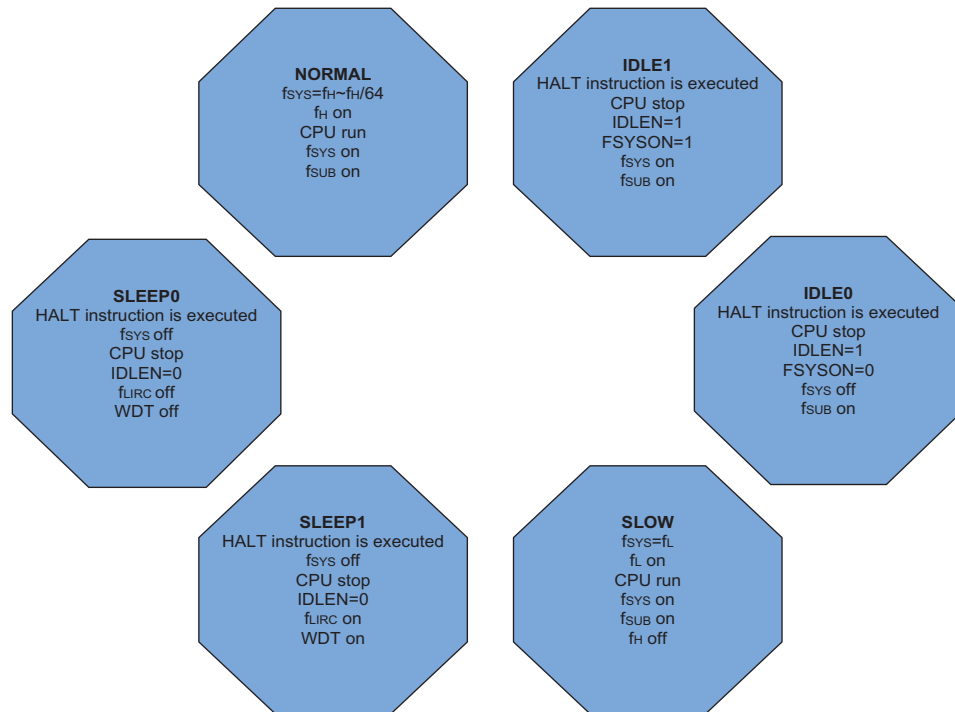 NORMAL
fSYS=fH~fH/64
fH on
CPU run
fSYS on
fSUB on
IDLE1
HALT instruction is executed
CPU stop
IDLEN=1
FSYSON=1
fSYS on
fSUB on
SLEEP0
HALT instruction is executed
fSYS off
CPU stop
IDLEN=0
fLIRC off
WDT off
IDLE0
HALT instruction is executed
CPU stop
IDLEN=1
FSYSON=0
fSYS off
fSUB on
SLEEP1
HALT instruction is executed
fSYS off
CPU stop
IDLEN=0
fLIRC on
WDT on
SLOW
fSYS=fL
fL on
CPU run
fSYS on
fSUB on
fH off